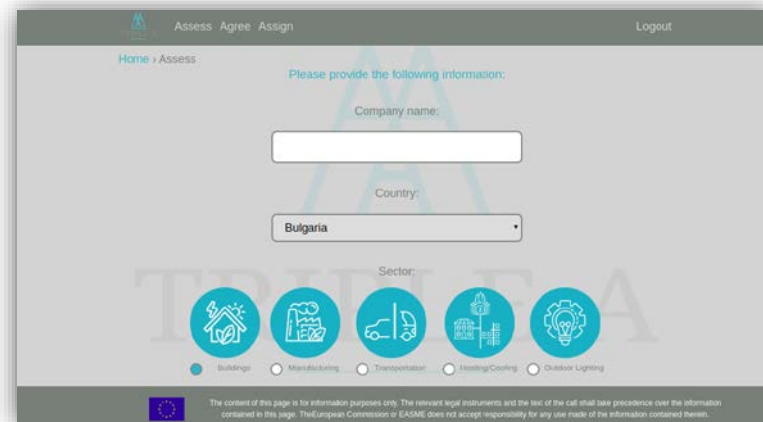 Assess Agree Assign
Logout
Home › Assess
Please provide the following information:
Company name:
Country:
Bulgaria
Sector:
TRIPLE A
Buildings
Manufacturing
Transportation
Heating/Cooling
Outdoor Lighting
The content of this page is for information purposes only. The relevant legal instruments and the text of the call shall take precedence over the information
contained in this page. TheEuropean Commission or EASME does not accept responsibility for any use made of the information contained therein.